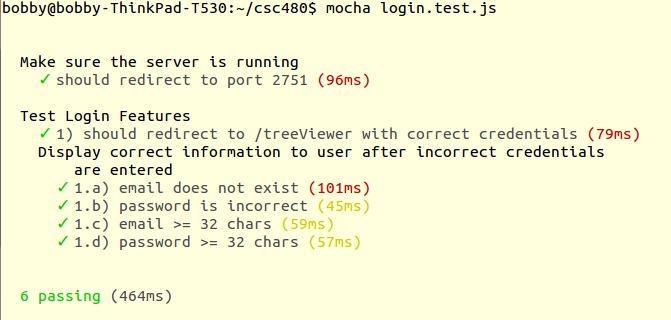 bobby@bobby-ThinkPad-T530:~/csc480$ mocha login.test.js
Make sure the server is running
✓ should redirect to port 2751 (96ms)
Test Login Features
✓ 1) should redirect to /treeViewer with correct credentials (79ms)
Display correct information to user after incorrect credentials
are entered
✓ 1.a) email does not exist (101ms)
✓ 1.b) password is incorrect (45ms)
✓ 1.c) email >= 32 chars (59ms)
✓ 1.d) password >= 32 chars (57ms)
6 passing (464ms)